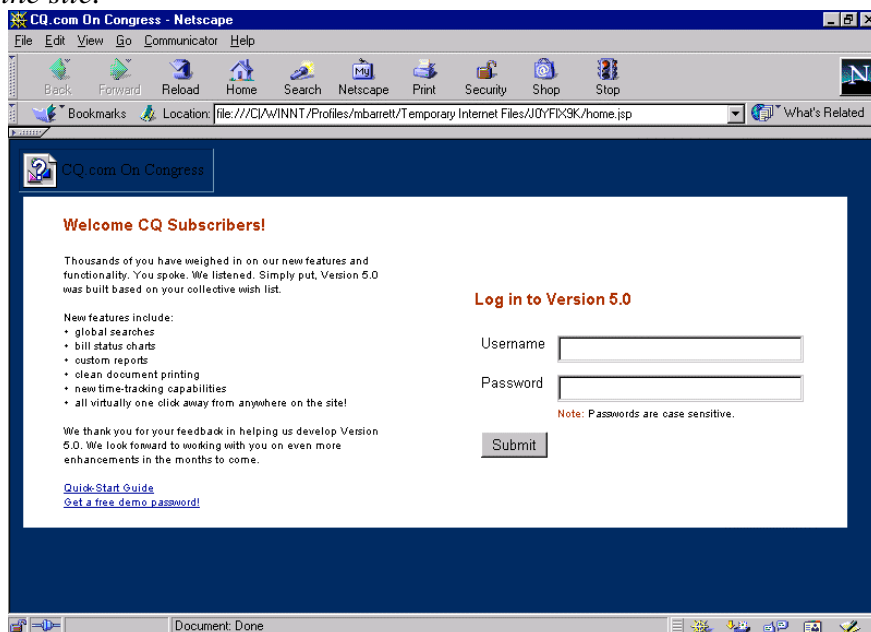 the site.
CQ.com On Congress - Netscape
File Edit View Go Communicator Help
Back Forward Reload Home Search Netscape Print Security Shop Stop
Bookmarks Location: file:///C|/WINNT/Profiles/mbarrett/Temporary Internet Files/J0YFIX9K/home.jsp What's Related
CQ.com On Congress
Welcome CQ Subscribers!
Thousands of you have weighed in on our new features and
functionality. You spoke. We listened. Simply put, Version 5.0
was built based on your collective wish list.
New features include:
• global searches
• bill status charts
• custom reports
• clean document printing
• new time-tracking capabilities
• all virtually one click away from anywhere on the site!
We thank you for your feedback in helping us develop Version
5.0. We look forward to working with you on even more
enhancements in the months to come.
Quick-Start Guide
Get a free demo password!
Log in to Version 5.0
Username
Password
Note: Passwords are case sensitive.
Submit
Document: Done